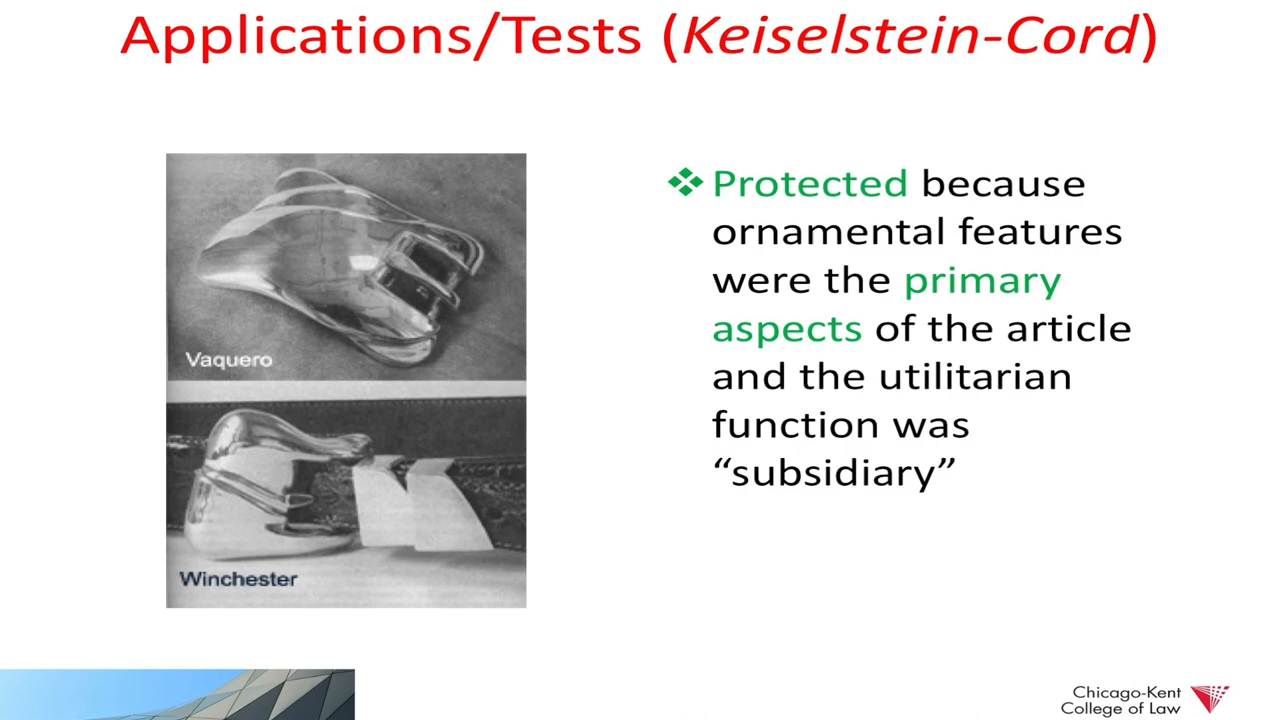 Applications/Tests (Keiselstein-Cord)
Vaquero
Winchester
❖ Protected because
ornamental features
were the primary
aspects of the article
and the utilitarian
function was
“subsidiary”
Chicago-Kent
College of Law